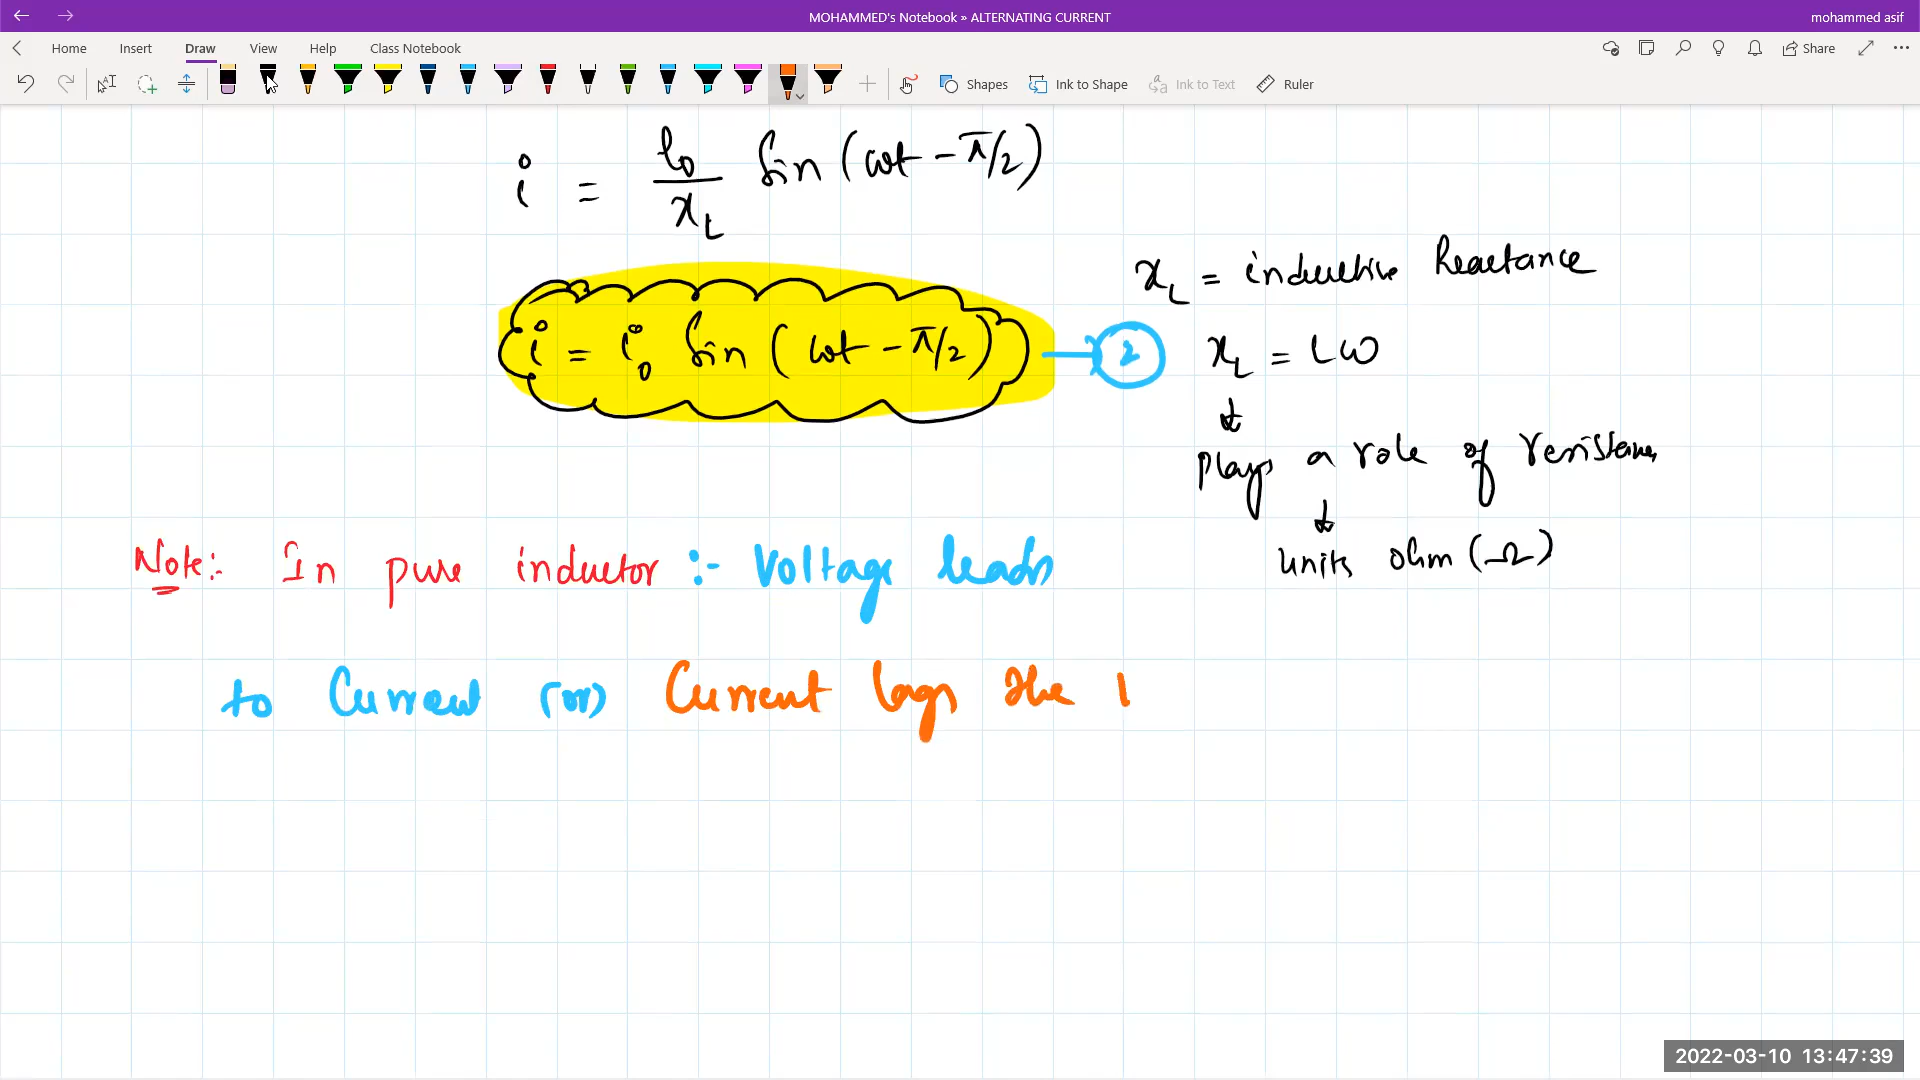 MOHAMMED's Notebook » ALTERNATING CURRENT
mohammed asif
Home Insert Draw View Help Class Notebook
Share
Shapes Ink to Shape Ink to Text Ruler
i = l₀/x_L Sin (ωt − π/2)
x_L = inductive Reactance
i = i₀ Sin (ωt − π/2) 2
x_L = Lω
Plays a role of resistance
units ohm (Ω)
Note:- In pure inductor :- Voltage leads
to Current (or) Current lags the
2022-03-10 13:47:39